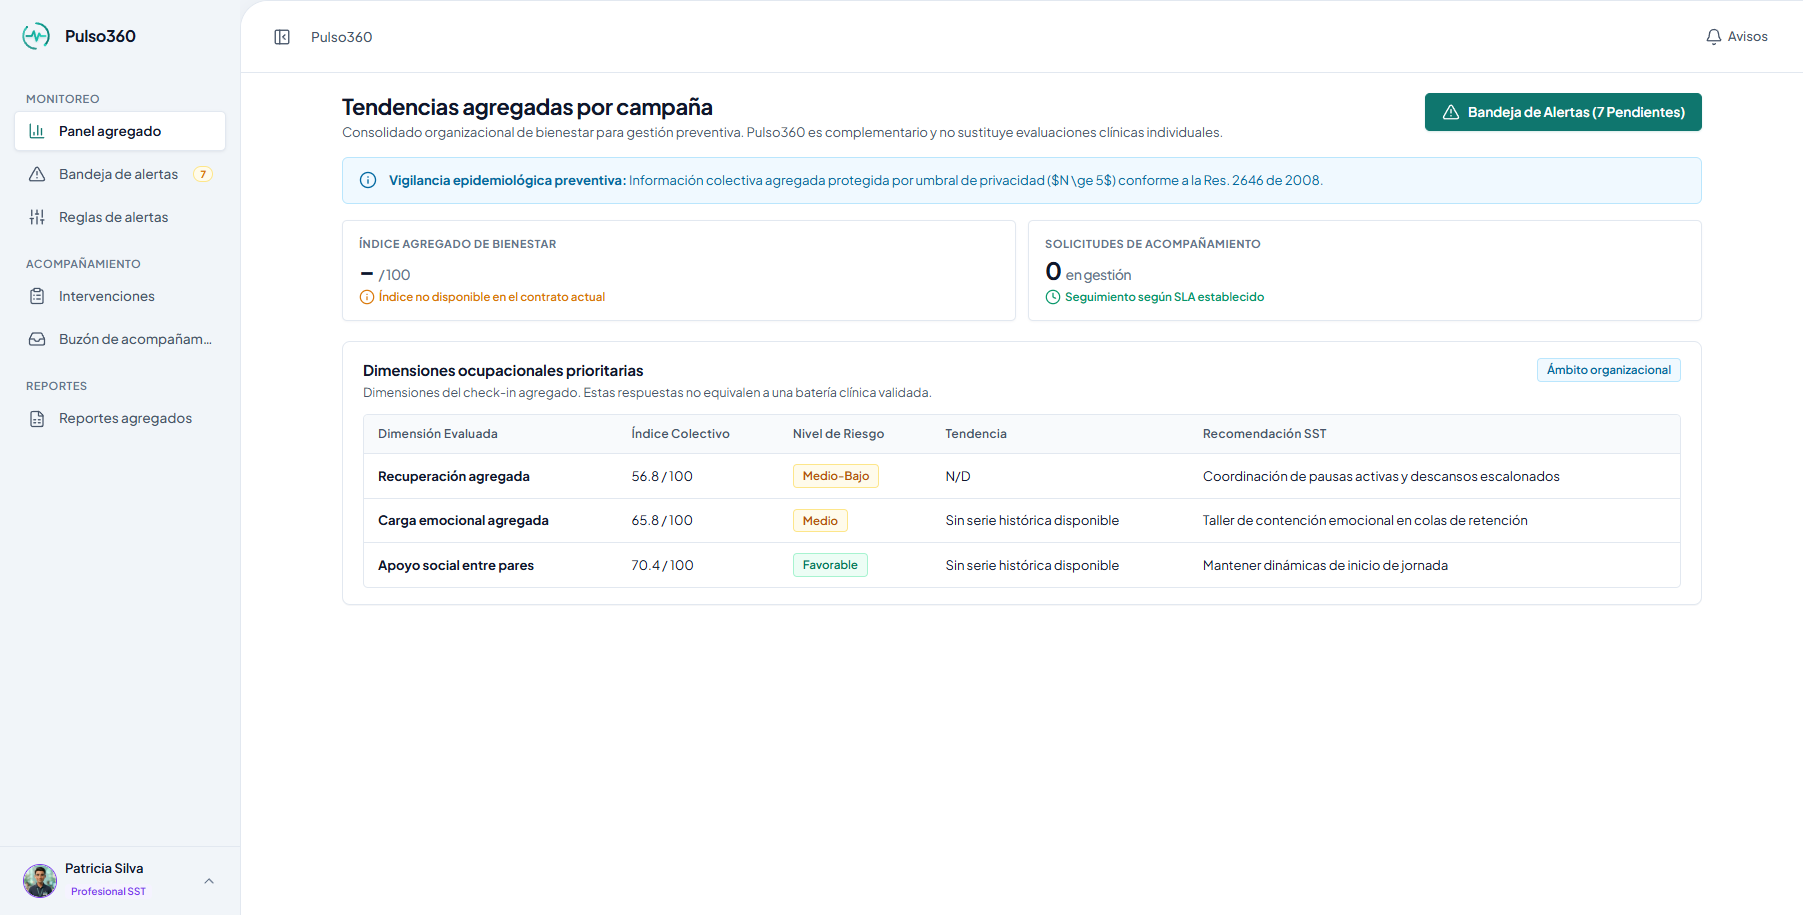 Pulso360
MONITOREO
Panel agregado
Bandeja de alertas 7
Reglas de alertas
ACOMPAÑAMIENTO
Intervenciones
Buzón de acompañam...
REPORTES
Reportes agregados
Patricia Silva
Profesional SST
Pulso360
Avisos
Tendencias agregadas por campaña
Consolidado organizacional de bienestar para gestión preventiva. Pulso360 es complementario y no sustituye evaluaciones clínicas individuales.
Bandeja de Alertas (7 Pendientes)
Vigilancia epidemiológica preventiva: Información colectiva agregada protegida por umbral de privacidad ($N \ge 5$) conforme a la Res. 2646 de 2008.
ÍNDICE AGREGADO DE BIENESTAR
– /100
Índice no disponible en el contrato actual
SOLICITUDES DE ACOMPAÑAMIENTO
0 en gestión
Seguimiento según SLA establecido
Dimensiones ocupacionales prioritarias
Dimensiones del check-in agregado. Estas respuestas no equivalen a una batería clínica validada.
Ámbito organizacional
Dimensión Evaluada Índice Colectivo Nivel de Riesgo Tendencia Recomendación SST
Recuperación agregada 56.8 / 100 Medio-Bajo N/D Coordinación de pausas activas y descansos escalonados
Carga emocional agregada 65.8 / 100 Medio Sin serie histórica disponible Taller de contención emocional en colas de retención
Apoyo social entre pares 70.4 / 100 Favorable Sin serie histórica disponible Mantener dinámicas de inicio de jornada